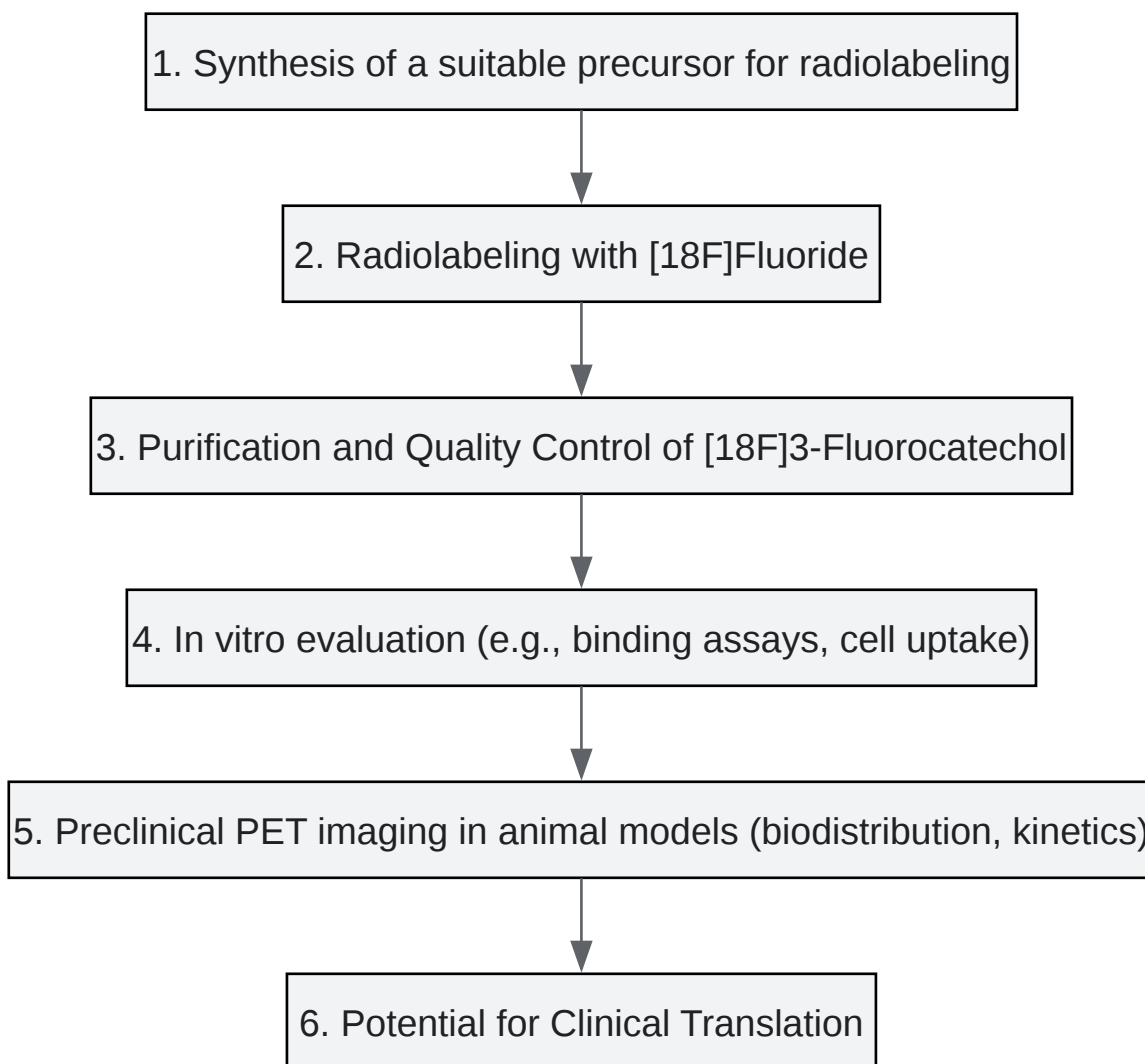 1. Synthesis of a suitable precursor for radiolabeling
2. Radiolabeling with [18F]Fluoride
3. Purification and Quality Control of [18F]3-Fluorocatechol
4. In vitro evaluation (e.g., binding assays, cell uptake)
5. Preclinical PET imaging in animal models (biodistribution, kinetics)
6. Potential for Clinical Translation